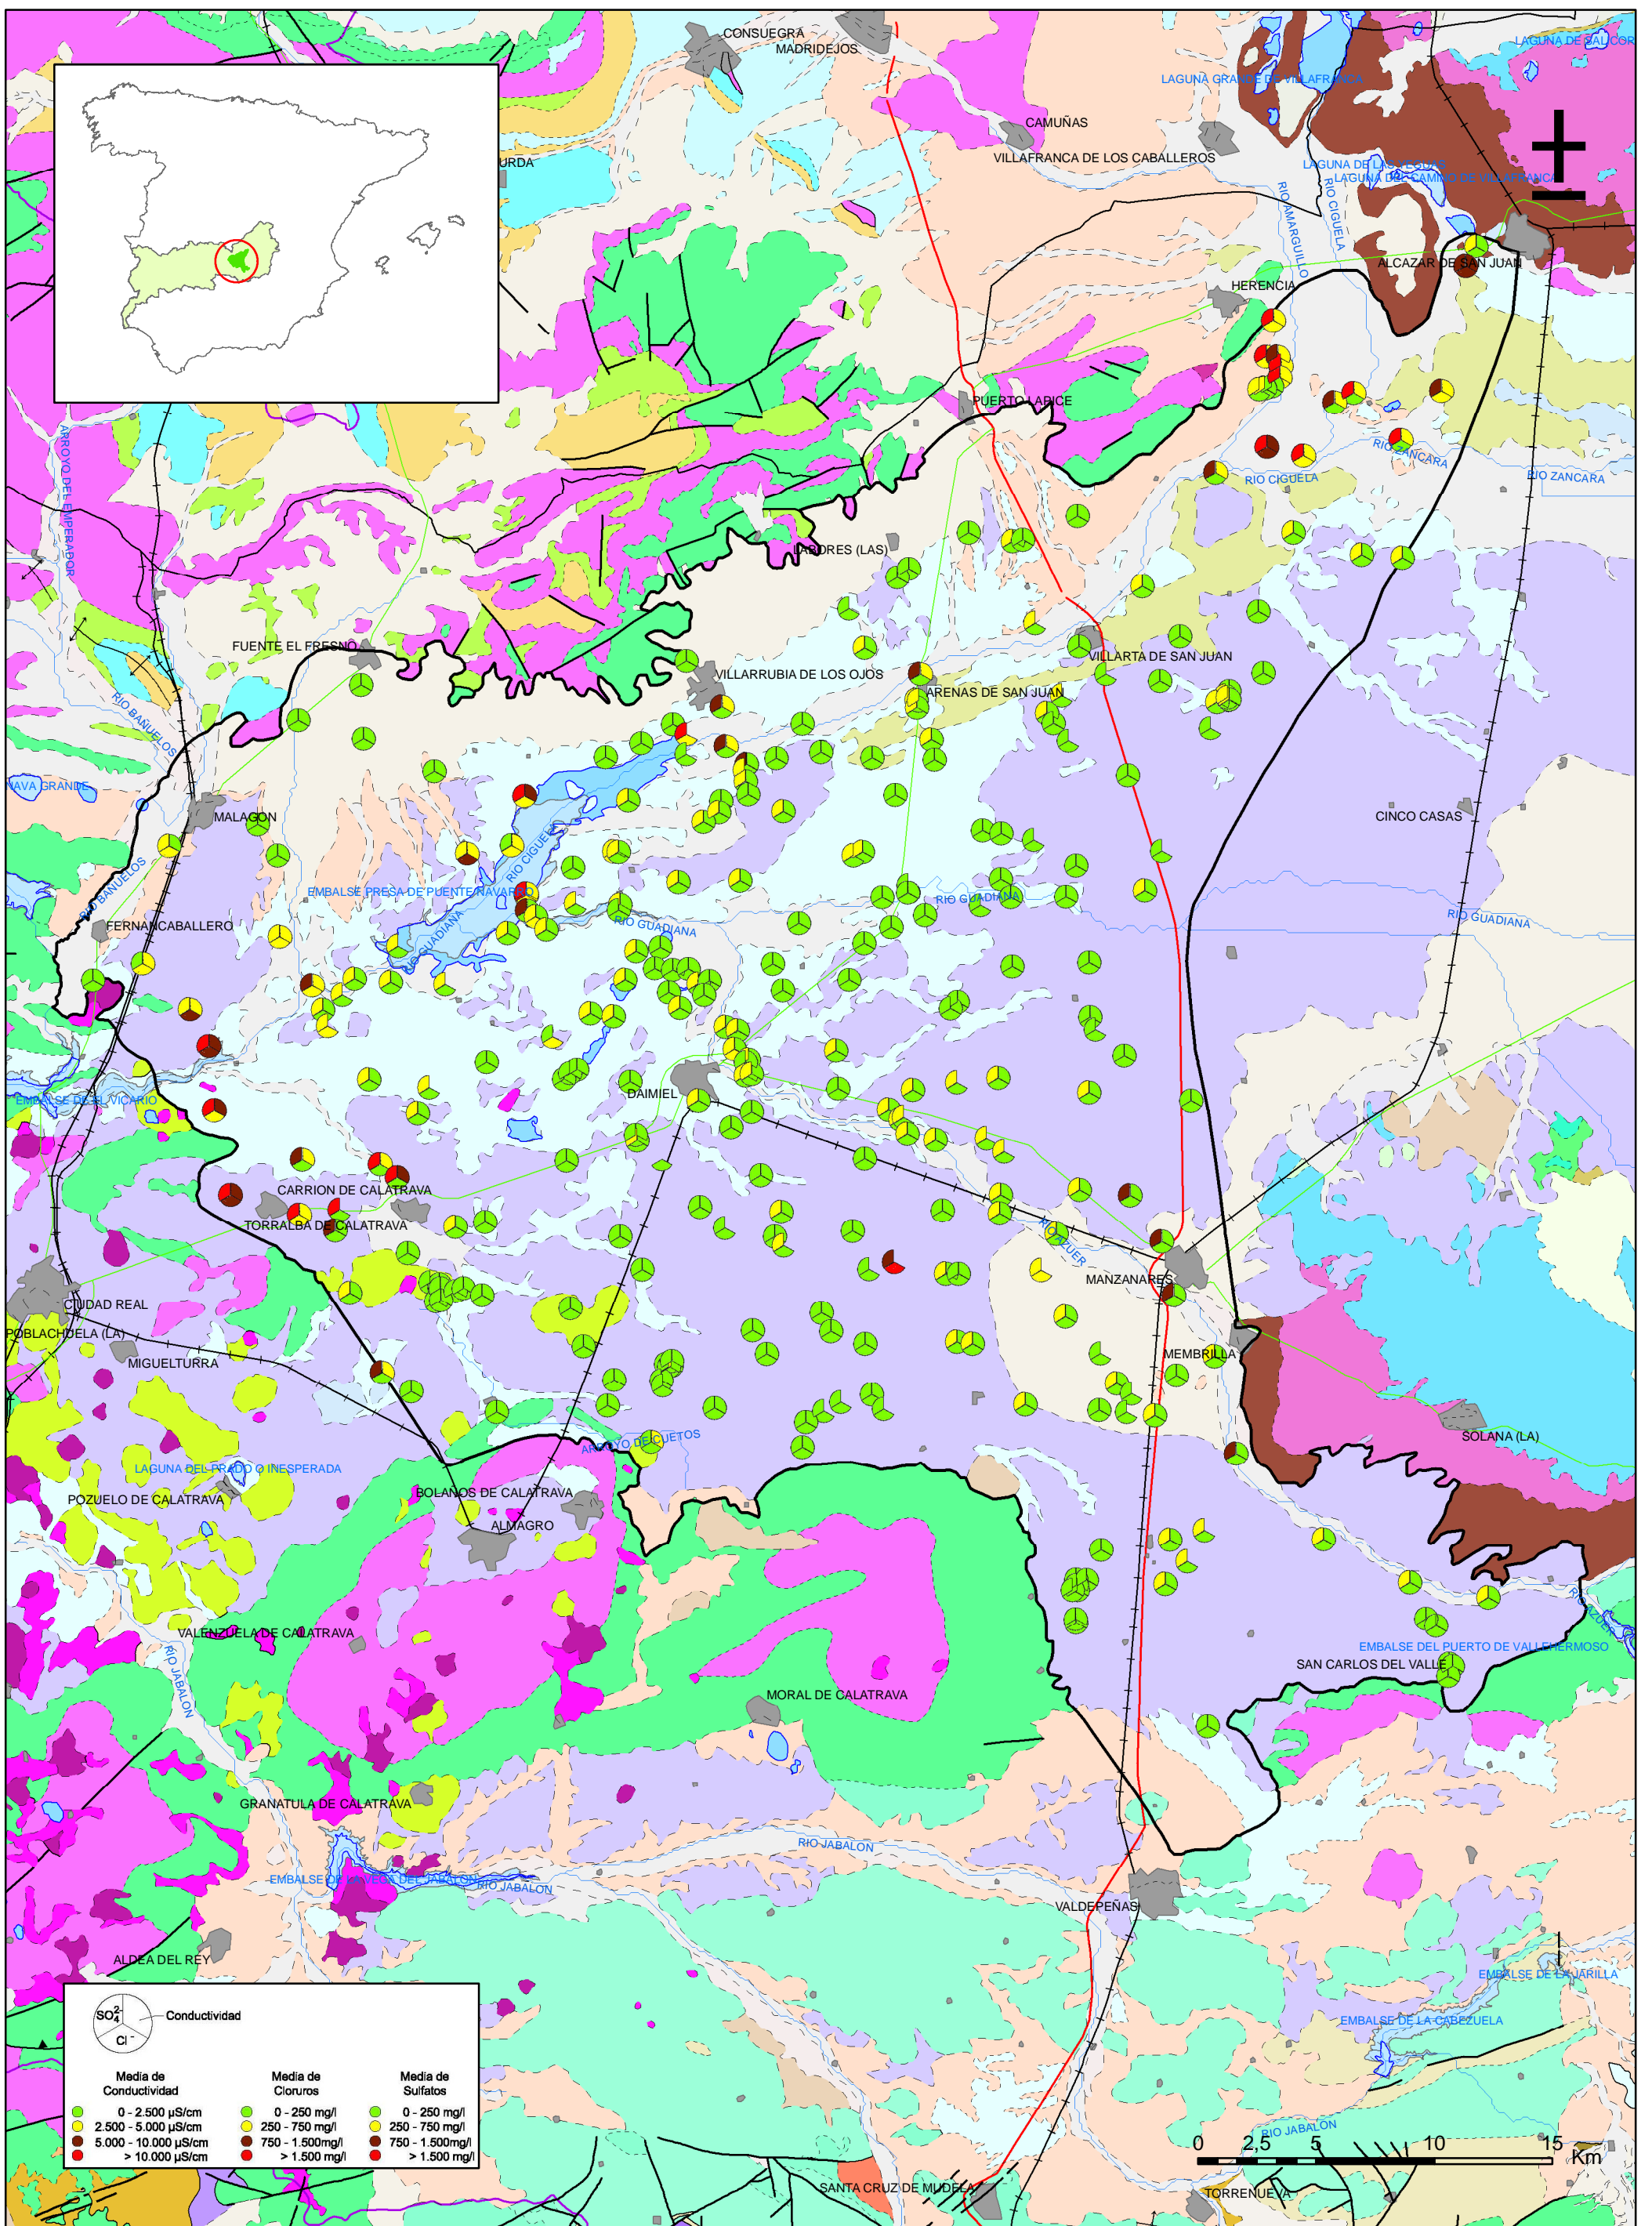 CONSUEGRA
MADRIDEJOS
LAGUNA DE SALICOR
LAGUNA GRANDE DE VILLAFRANCA
CAMUÑAS
VILLAFRANCA DE LOS CABALLEROS
URDA
LAGUNA DE LAS YEGUAS
LAGUNA DEL CAMINO DE VILLAFRANCA
RIO AMARGUILLO
RIO CIGUELA
ALCAZAR DE SAN JUAN
HERENCIA
PUERTO LAPICE
ARROYO DEL EMPERADOR
RIO ZANCARA
RIO CIGUELA
RIO ZANCARA
LABORES (LAS)
FUENTE EL FRESNO
VILLARTA DE SAN JUAN
VILLARRUBIA DE LOS OJOS
ARENAS DE SAN JUAN
RIO BAÑUELOS
NAVA GRANDE
MALAGON
CINCO CASAS
RIO CIGUELA
RIO BAÑUELOS
EMBALSE PRESA DE PUENTE NAVARRO
RIO GUADIANA
RIO GUADIANA
RIO GUADIANA
RIO GUADIANA
FERNANCABALLERO
DAIMIEL
EMBALSE DE EL VICARIO
CARRION DE CALATRAVA
TORRALBA DE CALATRAVA
RIO AZUER
MANZANARES
CIUDAD REAL
POBLACHUELA (LA)
MIGUELTURRA
MEMBRILLA
SOLANA (LA)
ARROYO DE CUETOS
LAGUNA DEL PRADO O INESPERADA
POZUELO DE CALATRAVA
BOLAÑOS DE CALATRAVA
ALMAGRO
RIO AZUER
VALENZUELA DE CALATRAVA
EMBALSE DEL PUERTO DE VALLEHERMOSO
SAN CARLOS DEL VALLE
RIO JABALON
MORAL DE CALATRAVA
GRANATULA DE CALATRAVA
RIO JABALON
EMBALSE DE LA VEGA DEL JABALON
RIO JABALON
VALDEPEÑAS
ALDEA DEL REY
EMBALSE DE LA JARILLA
EMBALSE DE LA CABEZUELA
RIO JABALON
SANTA CRUZ DE MUDELA
TORRENUEVA
0 2,5 5 10 15
Km
SO4 2-
Cl -
Conductividad
Media de Conductividad
0 - 2.500 µS/cm
2.500 - 5.000 µS/cm
5.000 - 10.000 µS/cm
> 10.000 µS/cm
Media de Cloruros
0 - 250 mg/l
250 - 750 mg/l
750 - 1.500 mg/l
> 1.500 mg/l
Media de Sulfatos
0 - 250 mg/l
250 - 750 mg/l
750 - 1.500mg/l
> 1.500 mg/l